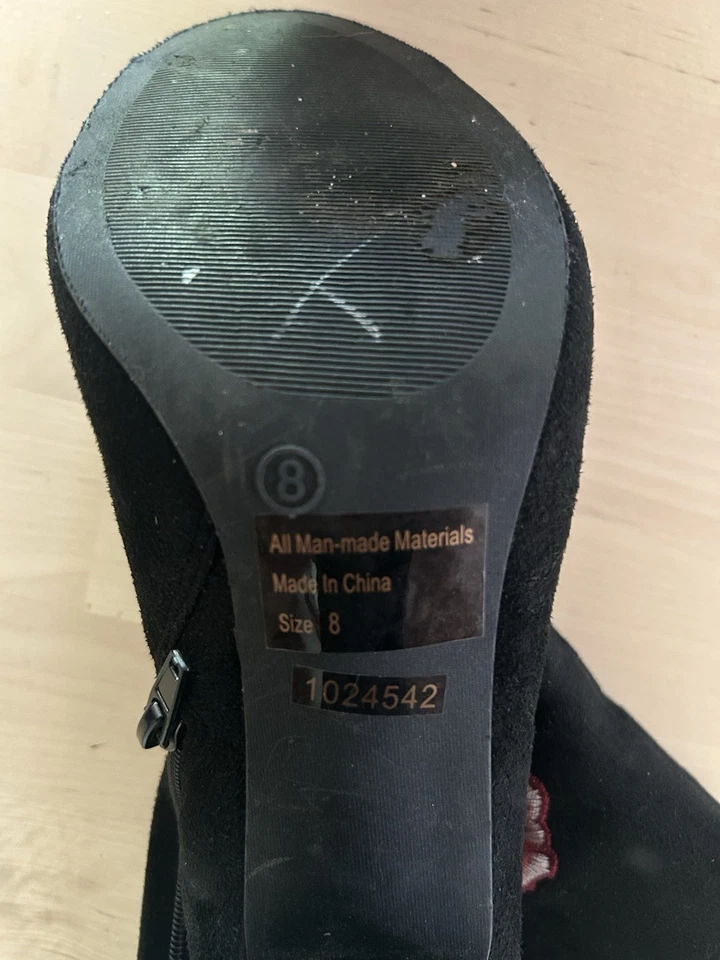 8
All Man-made Materials
Made In China
Size 8
1024542